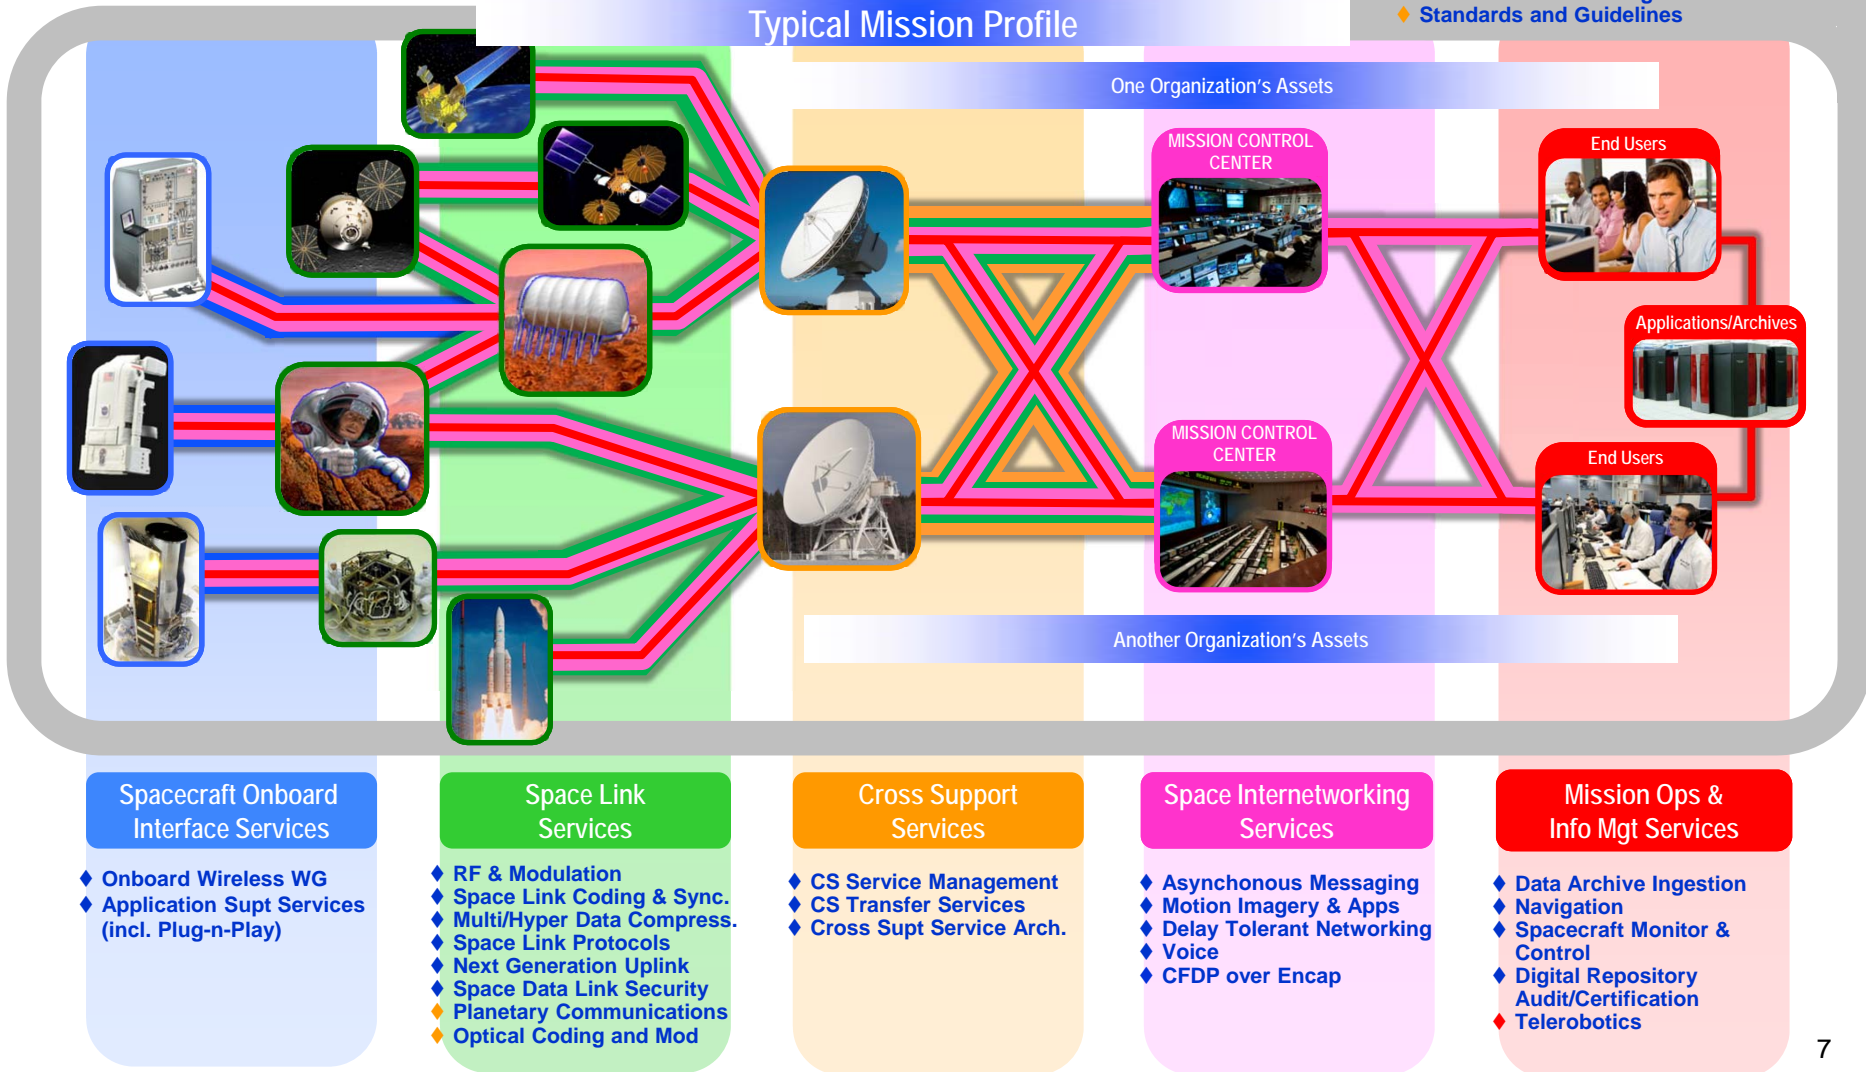 Standards and Guidelines
Typical Mission Profile
One Organization's Assets
MISSION CONTROL
CENTER
End Users
Applications/Archives
MISSION CONTROL
CENTER
End Users
Another Organization's Assets
Spacecraft Onboard
Interface Services
Onboard Wireless WG
Application Supt Services
(incl. Plug-n-Play)
Space Link
Services
RF & Modulation
Space Link Coding & Sync.
Multi/Hyper Data Compress.
Space Link Protocols
Next Generation Uplink
Space Data Link Security
Planetary Communications
Optical Coding and Mod
Cross Support
Services
CS Service Management
CS Transfer Services
Cross Supt Service Arch.
Space Internetworking
Services
Asynchonous Messaging
Motion Imagery & Apps
Delay Tolerant Networking
Voice
CFDP over Encap
Mission Ops &
Info Mgt Services
Data Archive Ingestion
Navigation
Spacecraft Monitor &
Control
Digital Repository
Audit/Certification
Telerobotics
7